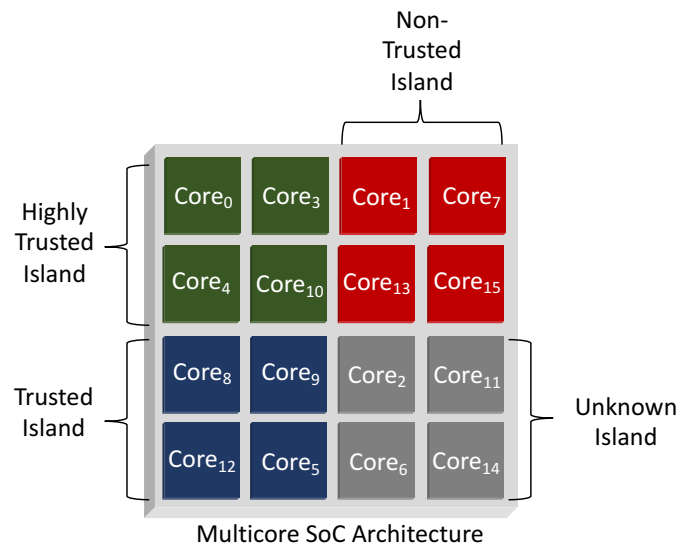 Non-
Trusted
Island
Highly
Trusted
Island
Core₀ Core₃ Core₁ Core₇
Core₄ Core₁₀ Core₁₃ Core₁₅
Trusted
Island
Core₈ Core₉ Core₂ Core₁₁
Core₁₂ Core₅ Core₆ Core₁₄
Unknown
Island
Multicore SoC Architecture